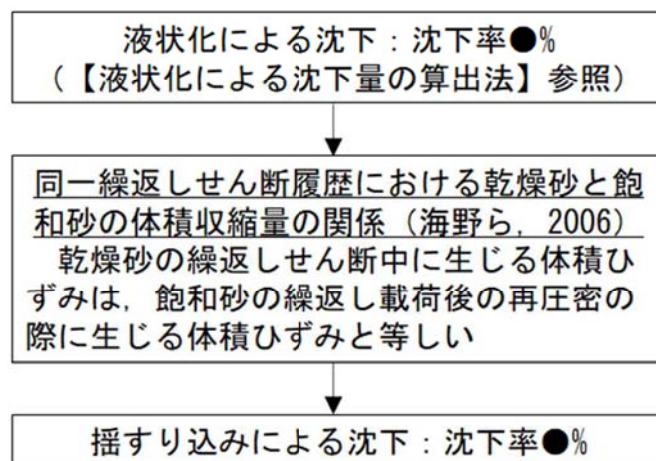 液状化による沈下：沈下率●%
（【液状化による沈下量の算出法】参照）
同一繰返しせん断履歴における乾燥砂と飽
和砂の体積収縮量の関係（海野ら，2006）
乾燥砂の繰返しせん断中に生じる体積ひ
ずみは，飽和砂の繰返し載荷後の再圧密の
際に生じる体積ひずみと等しい
揺すり込みによる沈下：沈下率●%